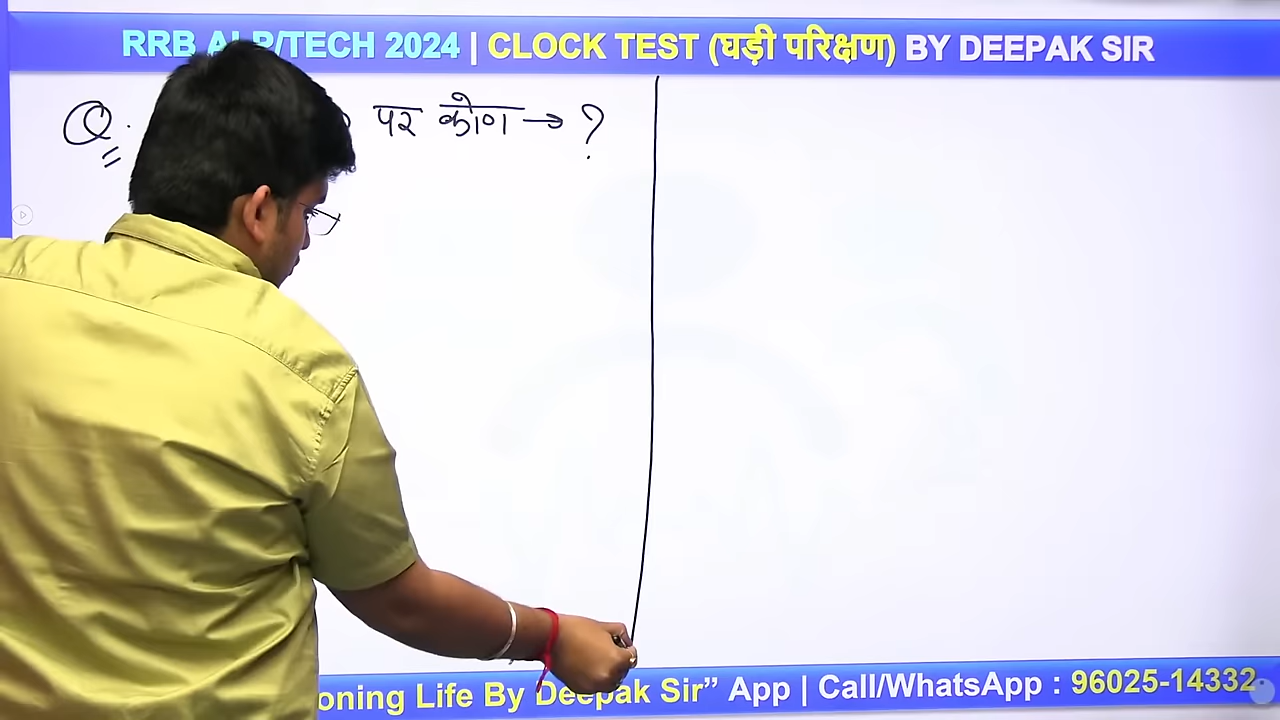 RRB ALP/TECH 2024 | CLOCK TEST (घड़ी परिक्षण) BY DEEPAK SIR
Q. पर कोण → ?
oning Life By Deepak Sir” App | Call/WhatsApp : 96025-14332